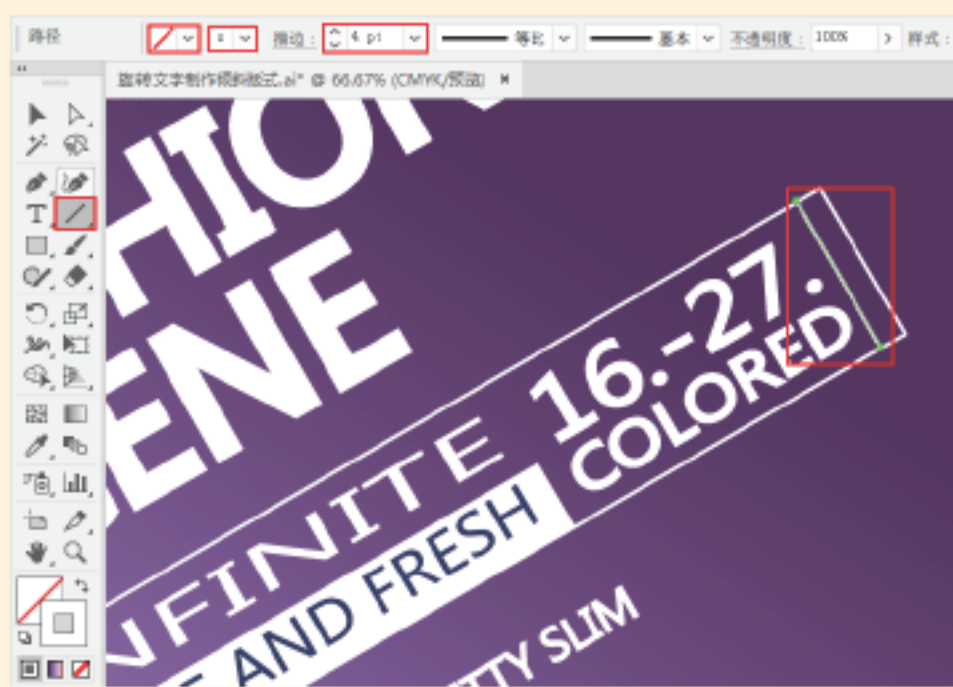 路径
描边: 4 pt 等比 基本 不透明度: 100% 样式:
旋转文字制作倾斜版式.ai* @ 66.67% (CMYK/预览) ×
HION
ENE
NFINITE
16.-27.
COLORED
AND FRESH
TTY SLIM